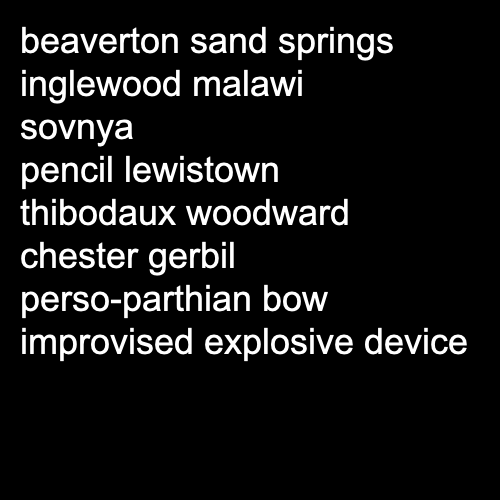 beaverton sand springs
inglewood malawi
sovnya
pencil lewistown
thibodaux woodward
chester gerbil
perso-parthian bow
improvised explosive device